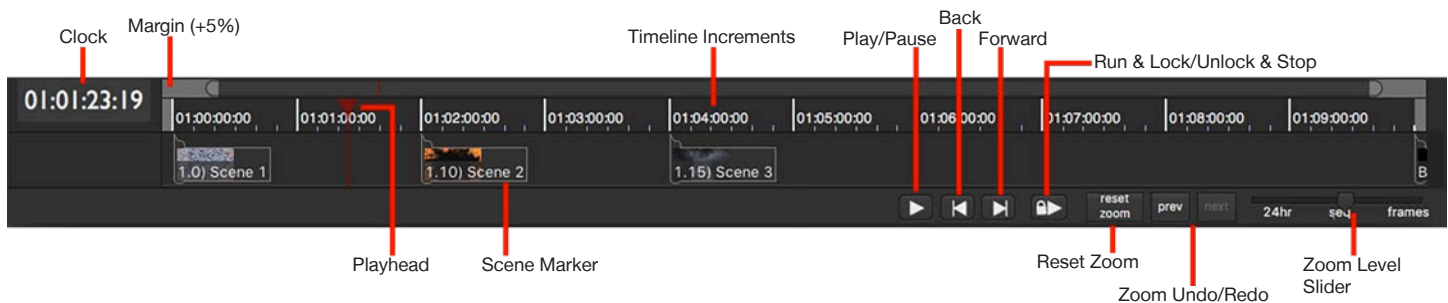 Back
Margin (+5%)
Clock
Timeline Increments
Play/Pause
Forward
Run & Lock/Unlock & Stop
01:01:23:19
01:00:00:00
01:01:00:00
01:02:00:00
01:03:00:00
01:04:00:00
01:05:00:00
01:06:00:00
01:07:00:00
01:08:00:00
01:09:00:00
1.0) Scene 1
1.10) Scene 2
1.15) Scene 3
B
reset
zoom
prev
next
24hr
seq
frames
Playhead
Scene Marker
Reset Zoom
Zoom Level
Slider
Zoom Undo/Redo